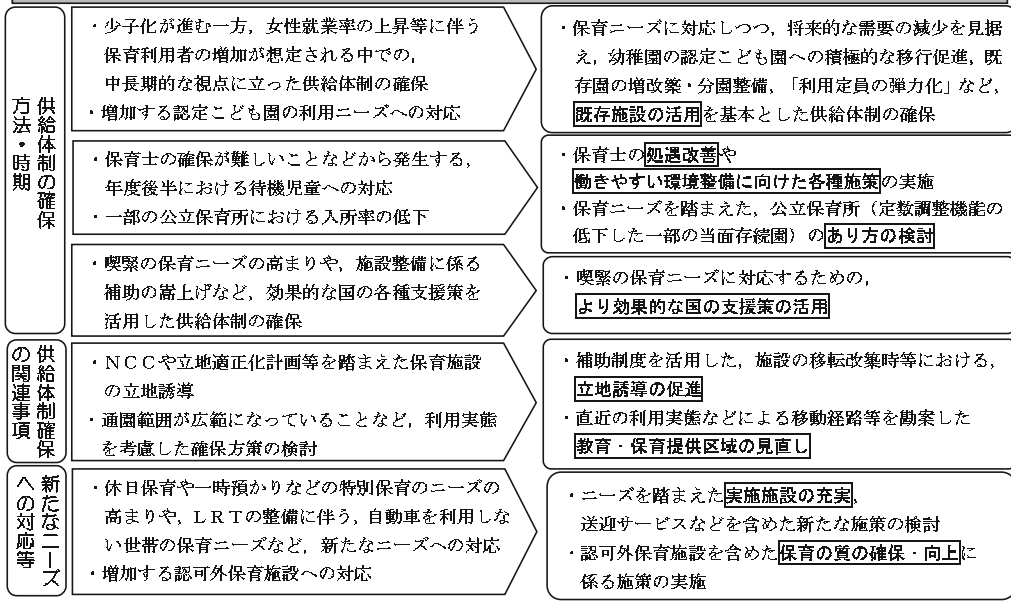 供給体制の確保
方法・時期
・少子化が進む一方，女性就業率の上昇等に伴う
保育利用者の増加が想定される中での，
中長期的な視点に立った供給体制の確保
・増加する認定こども園の利用ニーズへの対応
・保育ニーズに対応しつつ，将来的な需要の減少を見据
え，幼稚園の認定こども園への積極的な移行促進，既
存園の増改築・分園整備，「利用定員の弾力化」など，
既存施設の活用を基本とした供給体制の確保
・保育士の確保が難しいことなどから発生する，
年度後半における待機児童への対応
・一部の公立保育所における入所率の低下
・保育士の処遇改善や
働きやすい環境整備に向けた各種施策の実施
・保育ニーズを踏まえた，公立保育所（定数調整機能の
低下した一部の当面存続園）のあり方の検討
・喫緊の保育ニーズの高まりや，施設整備に係る
補助の嵩上げなど，効果的な国の各種支援策を
活用した供給体制の確保
・喫緊の保育ニーズに対応するための，
より効果的な国の支援策の活用
供給体制確保
の関連事項
・ＮＣＣや立地適正化計画等を踏まえた保育施設
の立地誘導
・通園範囲が広範になっていることなど，利用実態
を考慮した確保方策の検討
・補助制度を活用した，施設の移転改築時等における，
立地誘導の促進
・直近の利用実態などによる移動経路等を勘案した
教育・保育提供区域の見直し
新たなニーズ
への対応等
・休日保育や一時預かりなどの特別保育のニーズの
高まりや，ＬＲＴの整備に伴う，自動車を利用しな
い世帯の保育ニーズなど，新たなニーズへの対応
・増加する認可外保育施設への対応
・ニーズを踏まえた実施施設の充実，
送迎サービスなどを含めた新たな施策の検討
・認可外保育施設を含めた保育の質の確保・向上に
係る施策の実施